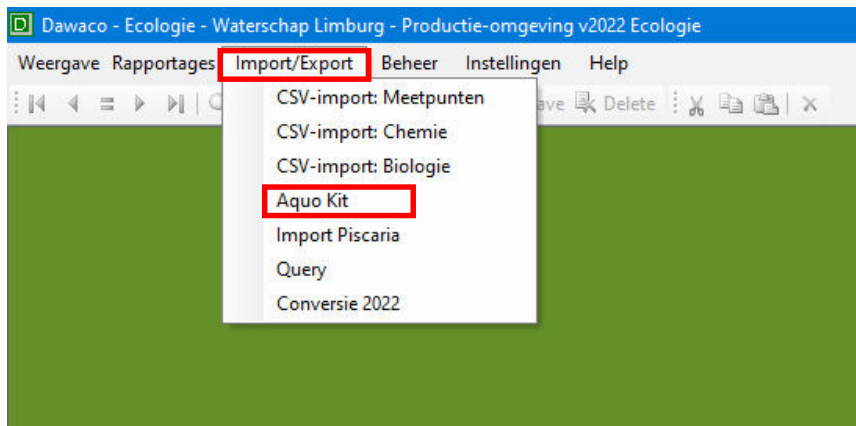 Dawaco - Ecologie - Waterschap Limburg - Productie-omgeving v2022 Ecologie
Weergave Rapportages Import/Export Beheer Instellingen Help
Delete
CSV-import: Meetpunten
CSV-import: Chemie
CSV-import: Biologie
Aquo Kit
Import Piscaria
Query
Conversie 2022